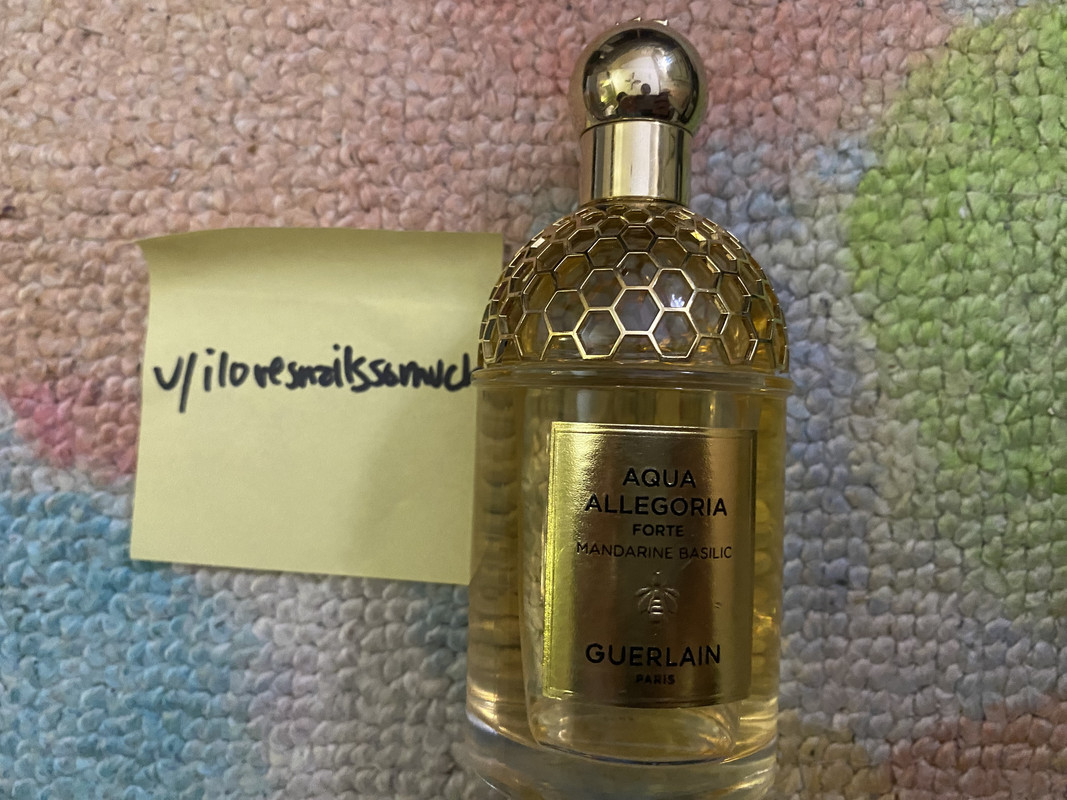 u/ilovesnailssomuch
AQUA
ALLEGORIA
FORTE
MANDARINE BASILIC
GUERLAIN
PARIS